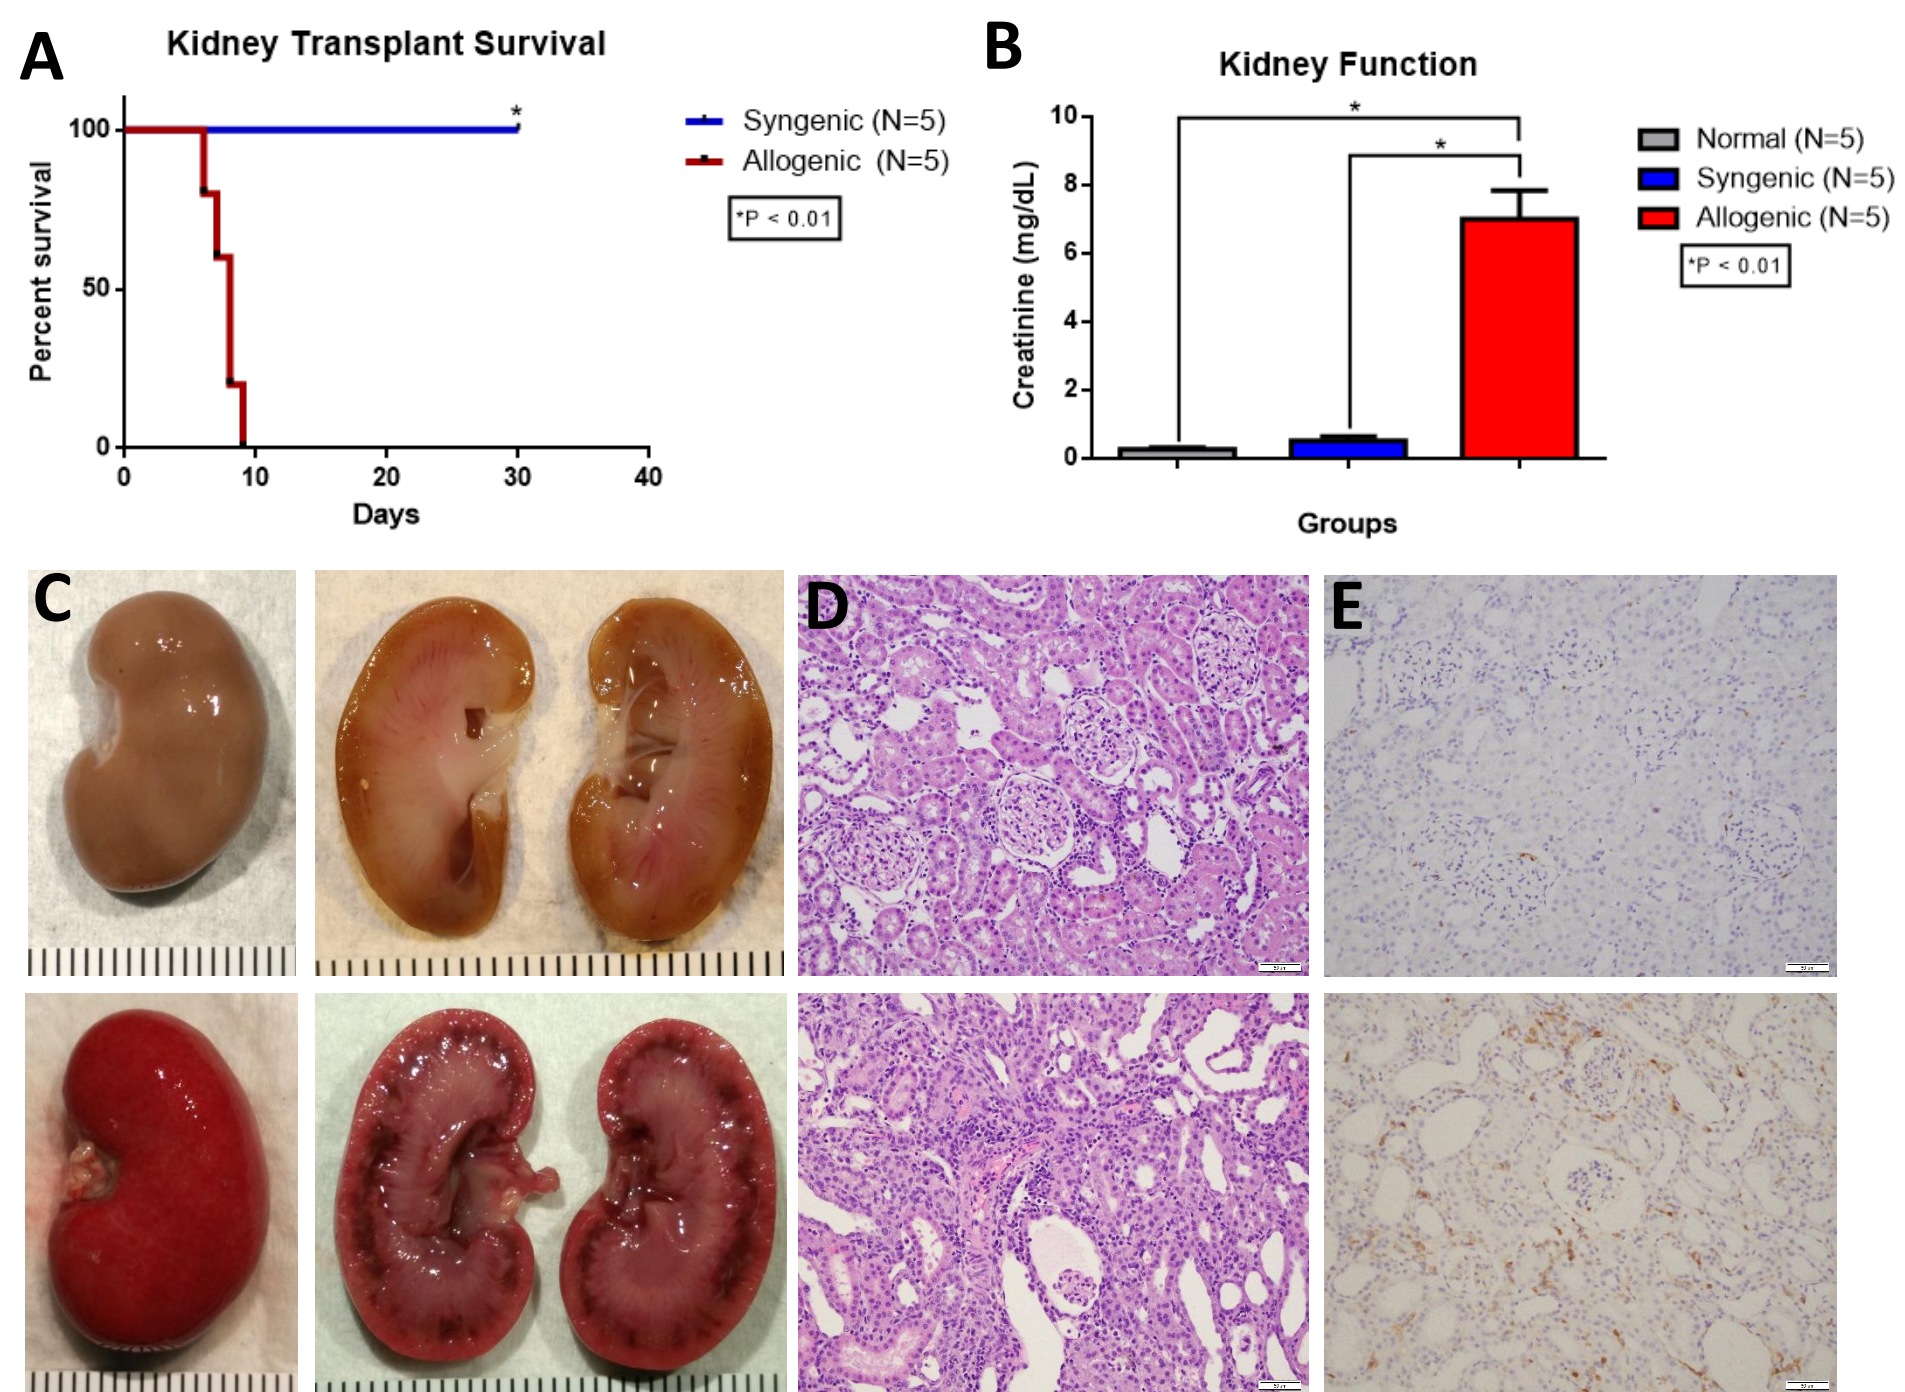 A
Kidney Transplant Survival
Percent survival
100
50
0
0 10 20 30 40
Days
*
Syngenic (N=5)
Allogenic (N=5)
*P < 0.01
B
Kidney Function
Creatinine (mg/dL)
10
8
6
4
2
0
*
*
Groups
Normal (N=5)
Syngenic (N=5)
Allogenic (N=5)
*P < 0.01
C
D
E